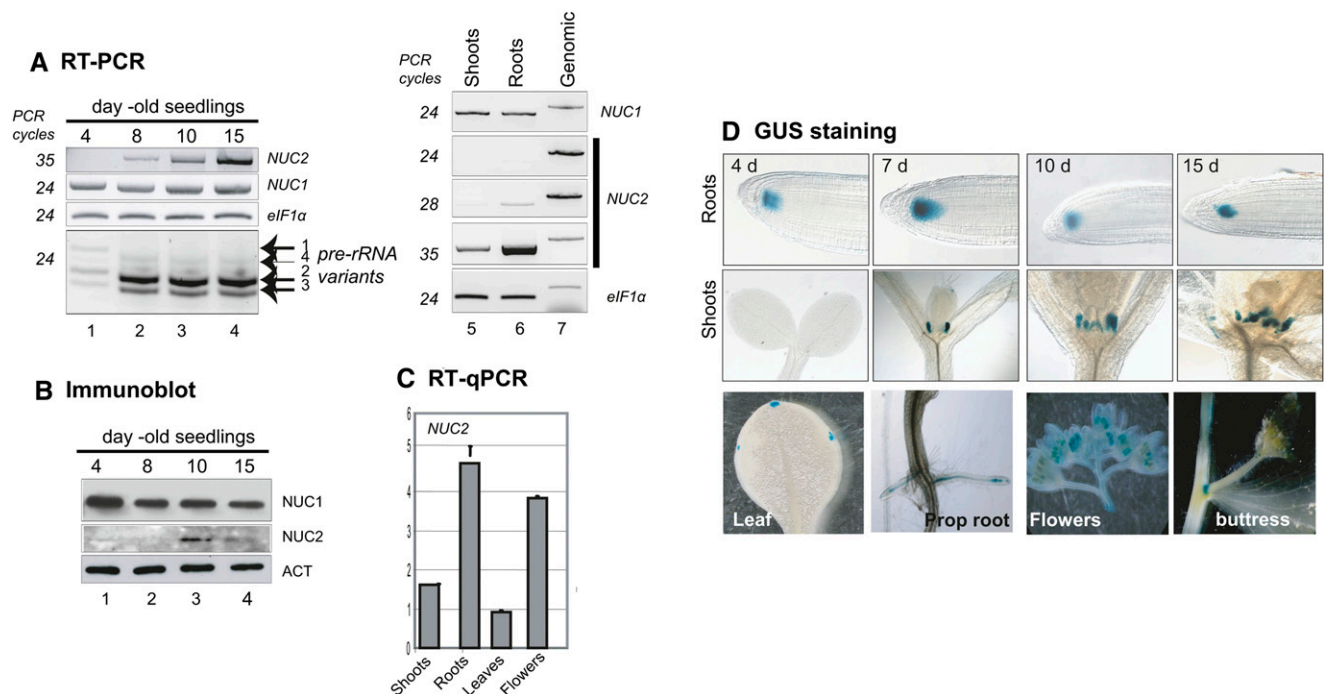 A RT-PCR
PCR cycles
day -old seedlings
4 8 10 15
35 NUC2
24 NUC1
24 eIF1α
24
1
4
2
3
pre-rRNA variants
1 2 3 4
PCR cycles
Shoots Roots Genomic
24 NUC1
24
28 NUC2
35
24 eIF1α
5 6 7
B Immunoblot
day -old seedlings
4 8 10 15
NUC1
NUC2
ACT
1 2 3 4
C RT-qPCR
NUC2
6
5
4
3
2
1
0
Shoots Roots Leaves Flowers
D GUS staining
4 d 7 d 10 d 15 d
Roots
Shoots
Leaf Prop root Flowers buttress